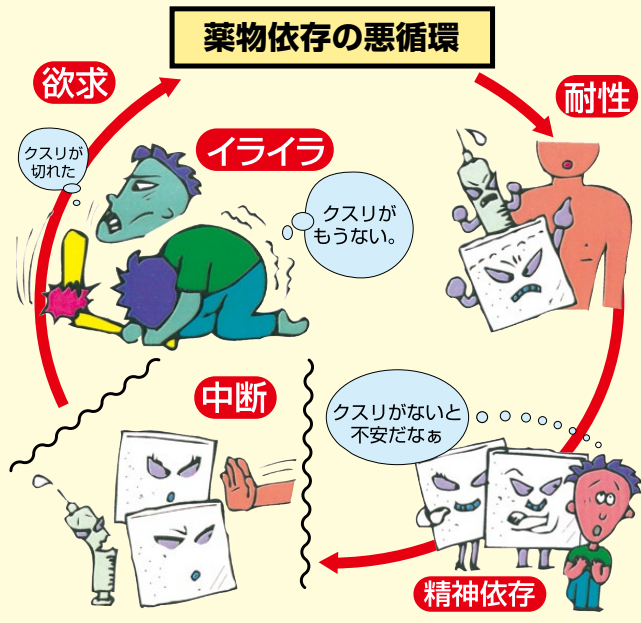 薬物依存の悪循環
耐性
クスリがないと
不安だなぁ
精神依存
中断
イライラ
クスリが
もうない。
欲求
クスリが
切れた